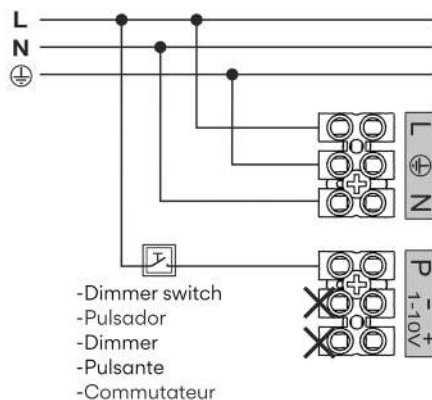 L
N
L
N
P
- +
1-10V
-Dimmer switch
-Pulsador
-Dimmer
-Pulsante
-Commutateur